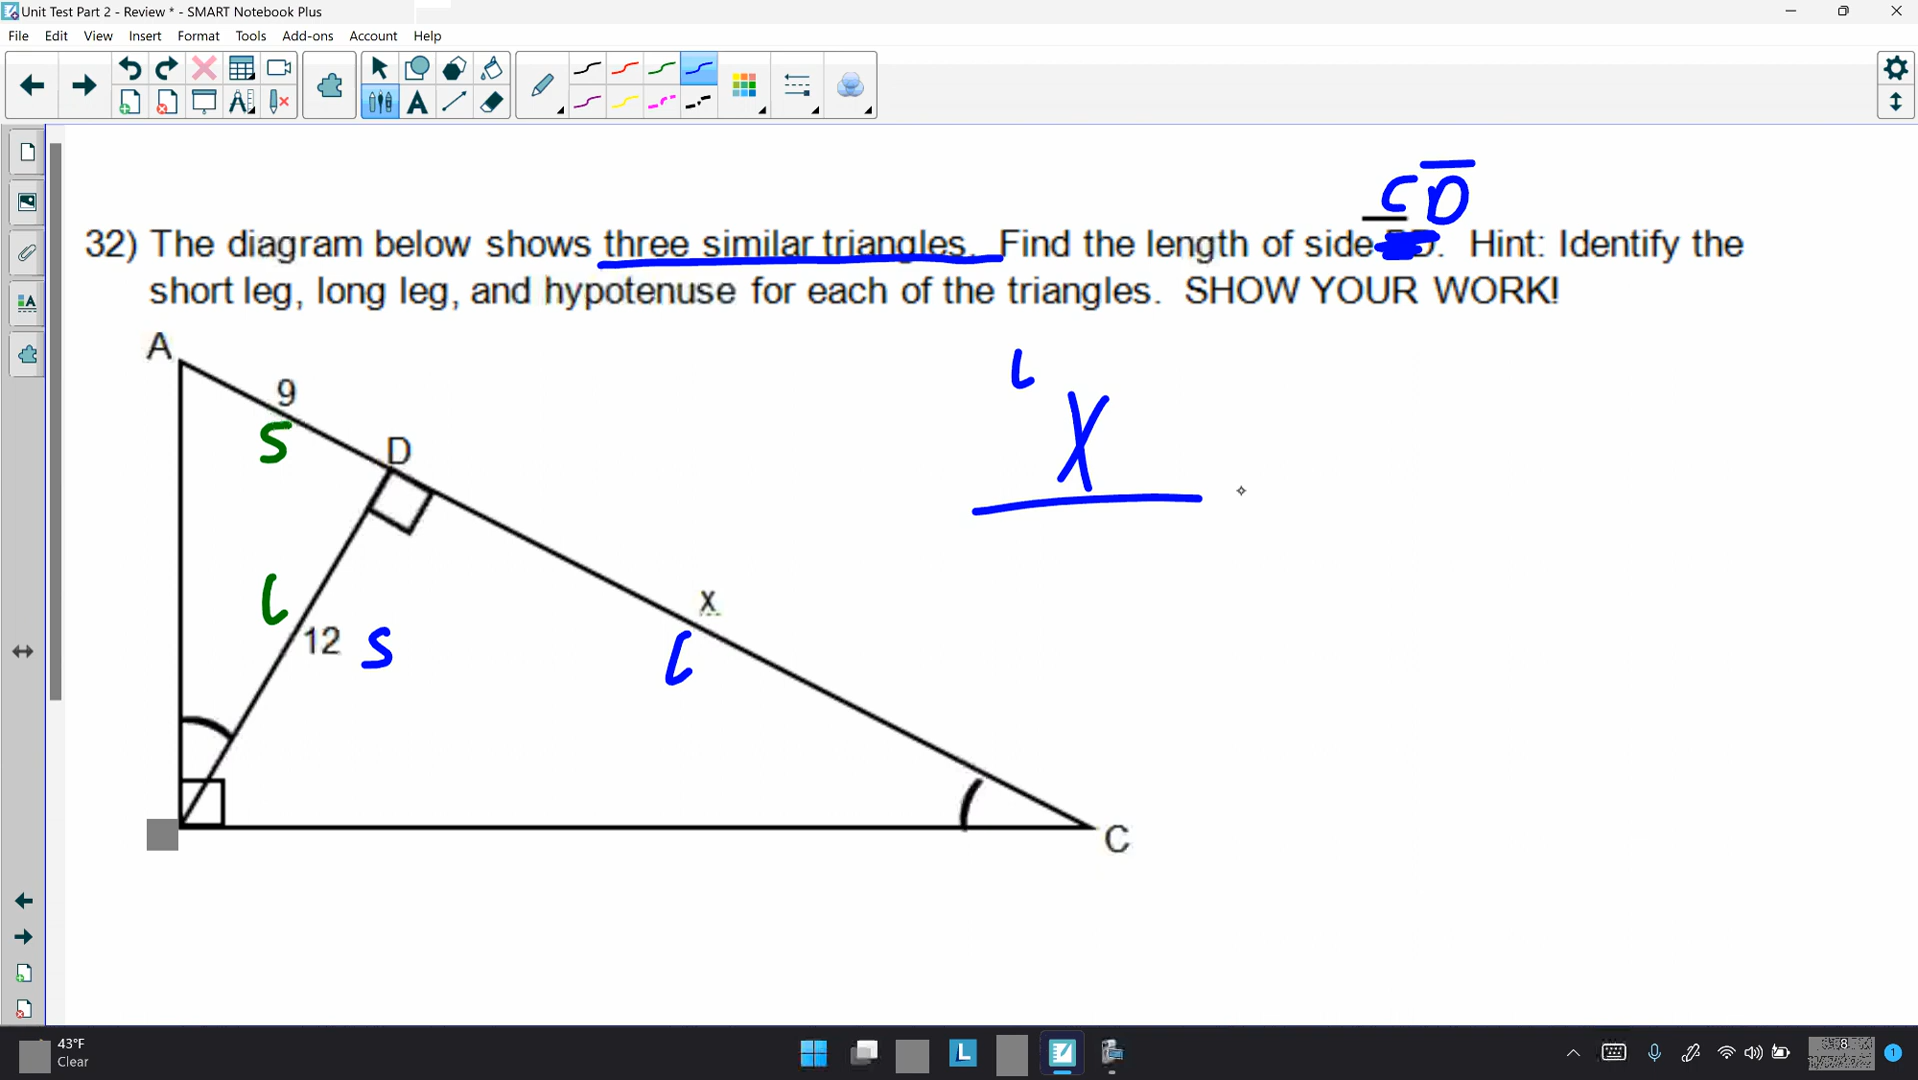 Unit Test Part 2 - Review * - SMART Notebook Plus
File Edit View Insert Format Tools Add-ons Account Help
CD
32) The diagram below shows three similar triangles. Find the length of side D. Hint: Identify the
short leg, long leg, and hypotenuse for each of the triangles. SHOW YOUR WORK!
A
L
9
X
S
D
X
L
12 S
L
C
43°F
Clear
L
8
1